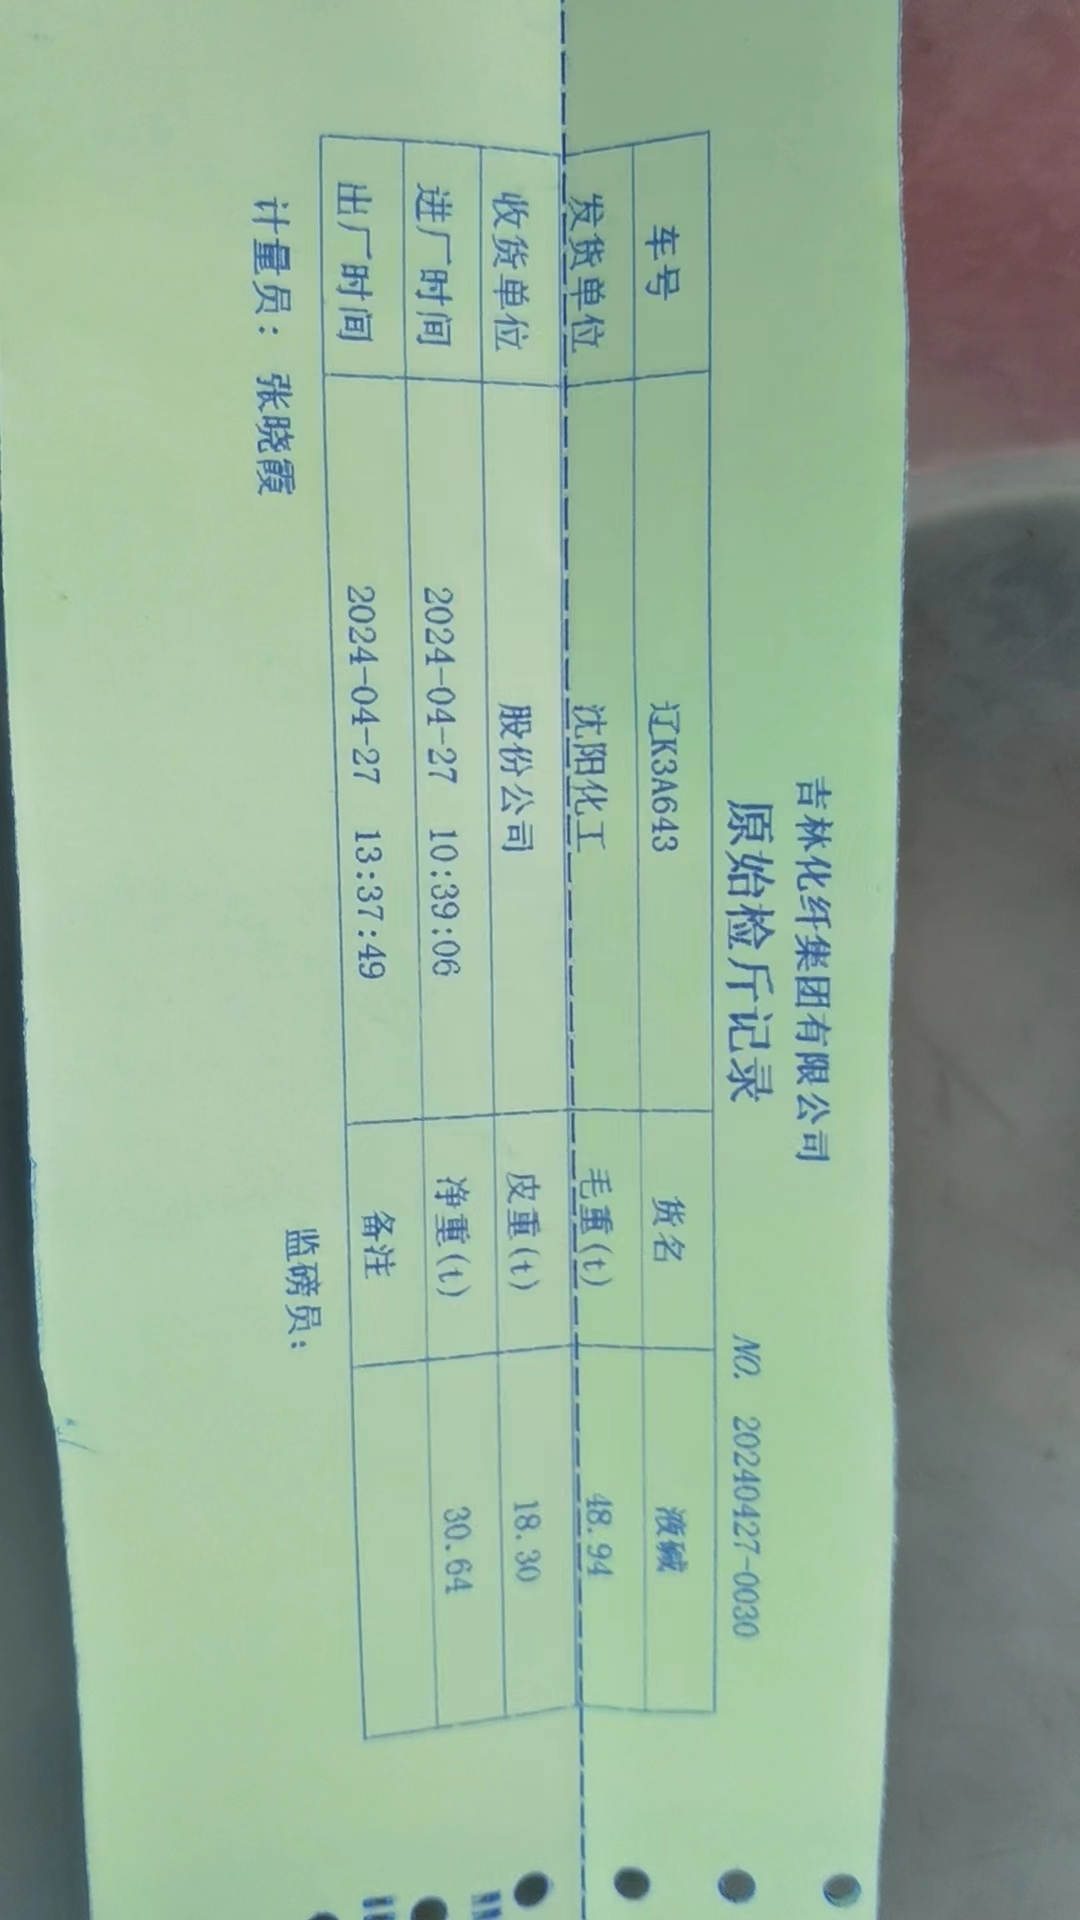 吉林化纤集团有限公司
原始检斤记录
NO. 20240427-0030
车号 辽K3A643 货名 液碱
发货单位 沈阳化工 毛重(t) 48.94
收货单位 股份公司 皮重(t) 18.30
进厂时间 2024-04-27 10:39:06 净重(t) 30.64
出厂时间 2024-04-27 13:37:49 备注
计量员： 张晓霞 监磅员：